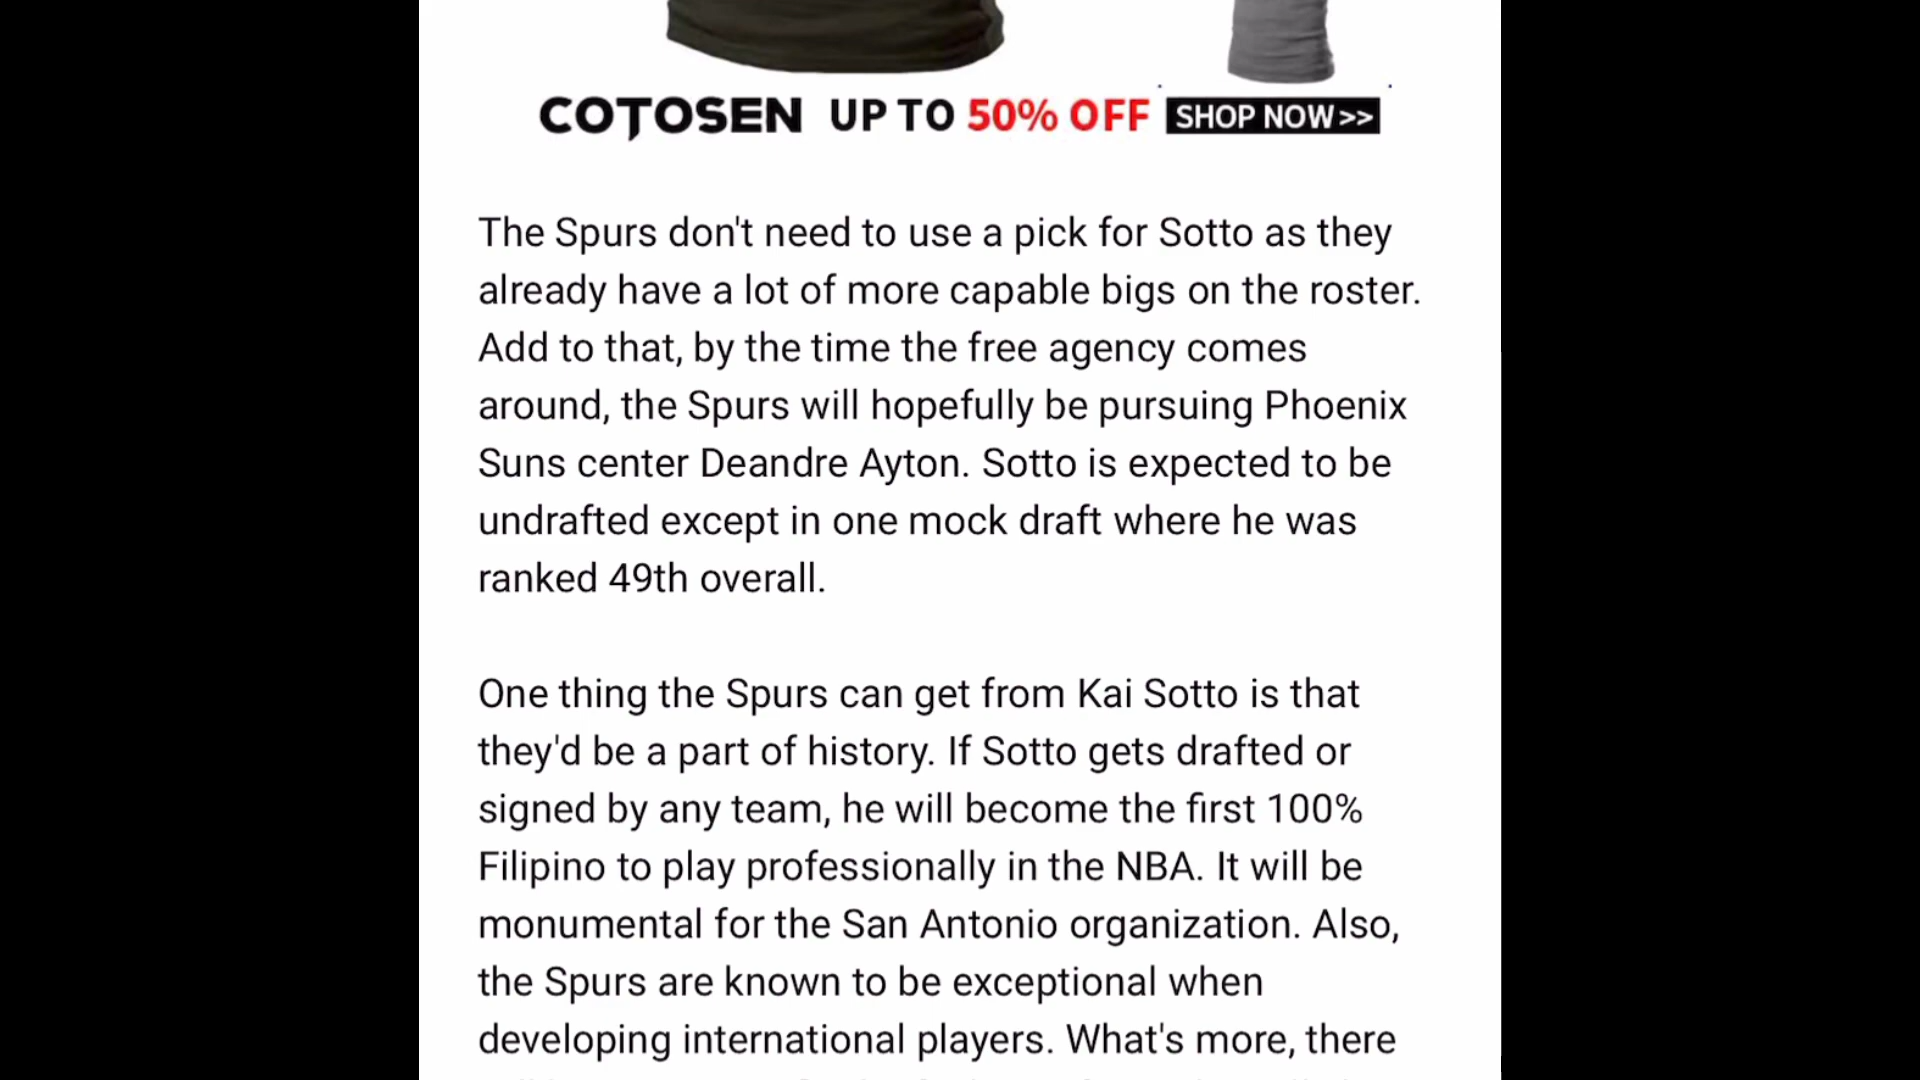 COTOSEN UP TO 50% OFF SHOP NOW >>
The Spurs don't need to use a pick for Sotto as they
already have a lot of more capable bigs on the roster.
Add to that, by the time the free agency comes
around, the Spurs will hopefully be pursuing Phoenix
Suns center Deandre Ayton. Sotto is expected to be
undrafted except in one mock draft where he was
ranked 49th overall.
One thing the Spurs can get from Kai Sotto is that
they'd be a part of history. If Sotto gets drafted or
signed by any team, he will become the first 100%
Filipino to play professionally in the NBA. It will be
monumental for the San Antonio organization. Also,
the Spurs are known to be exceptional when
developing international players. What's more, there